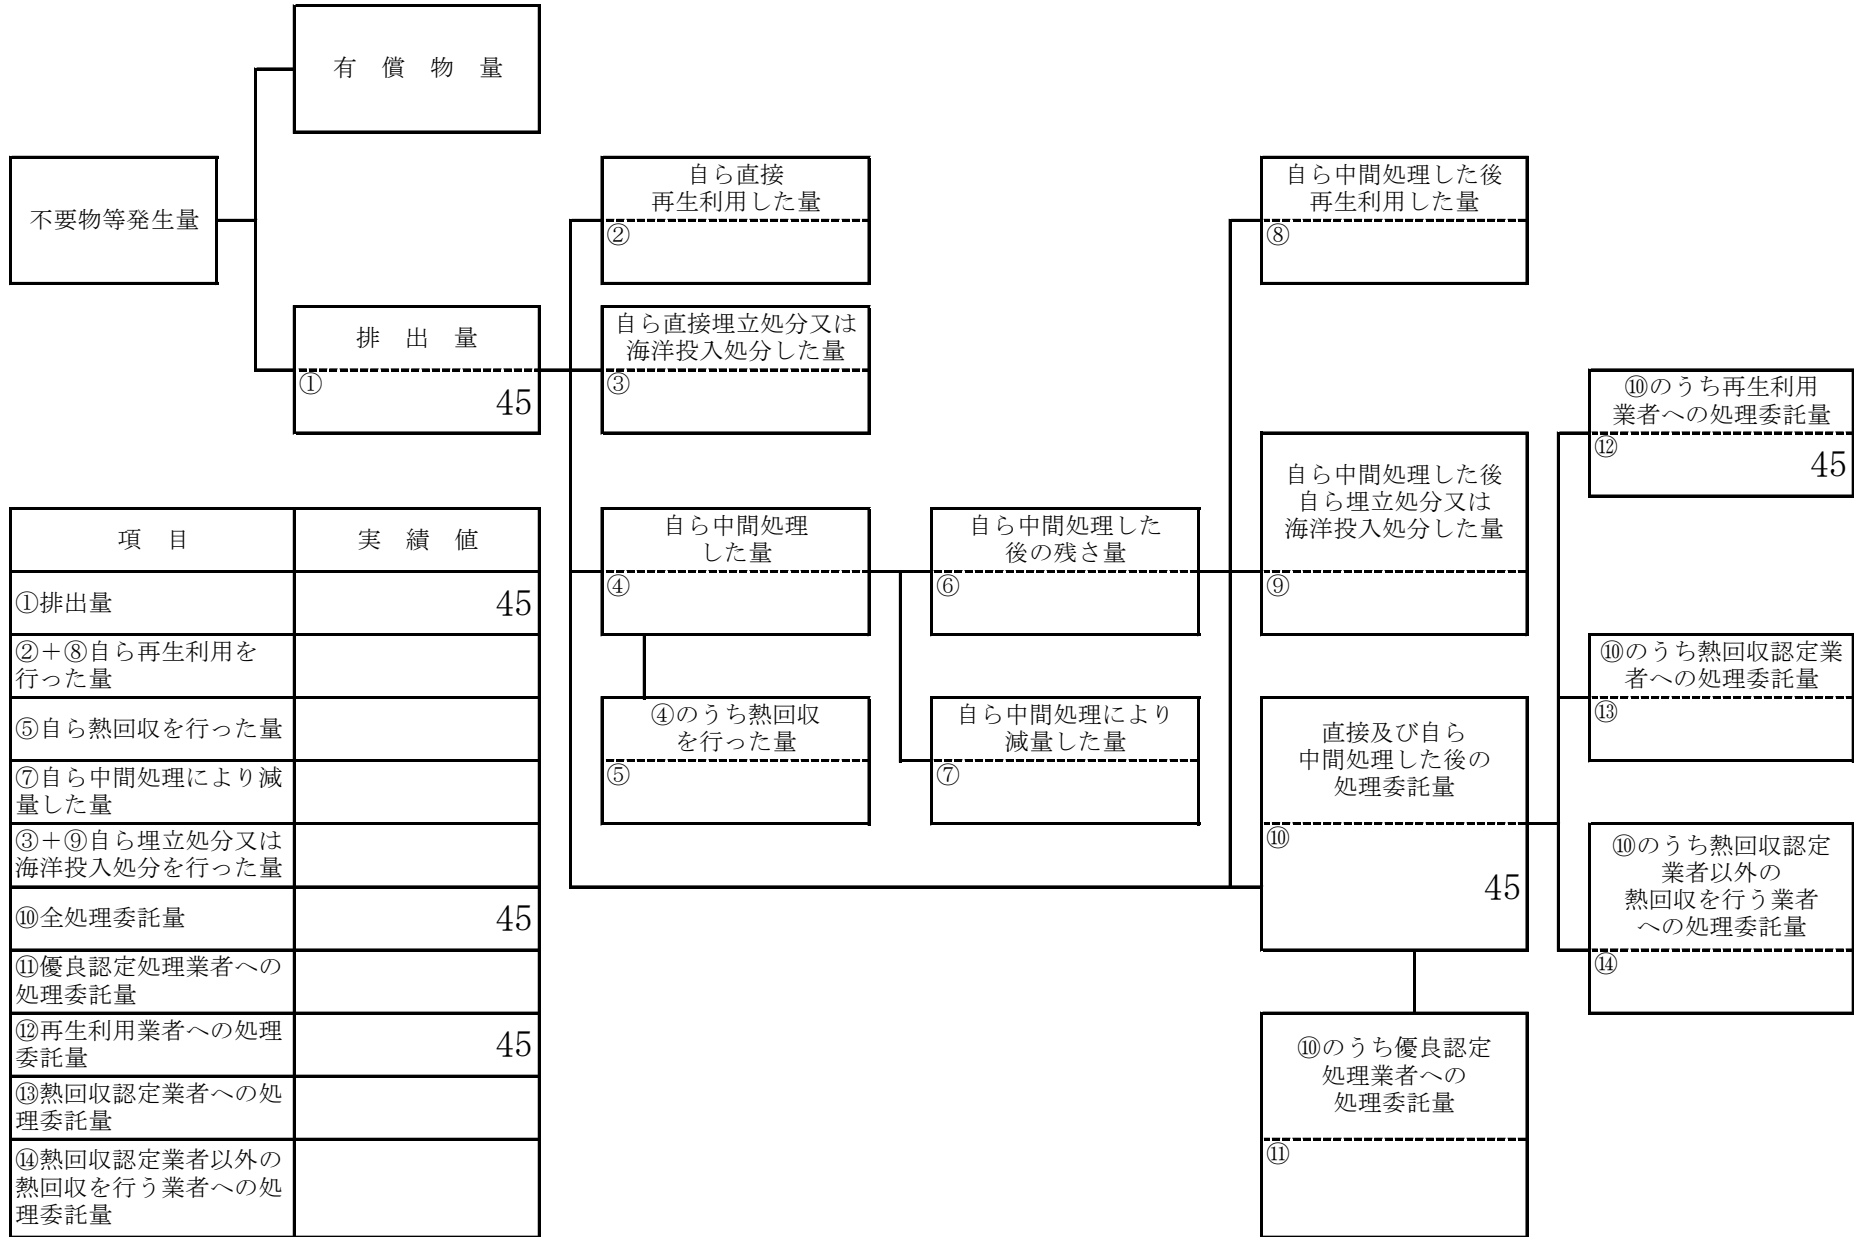 有　償　物　量
不要物等発生量
排　出　量
①
45
自ら直接
再生利用した量
②
自ら直接埋立処分又は
海洋投入処分した量
③
自ら中間処理
した量
④
④のうち熱回収
を行った量
⑤
自ら中間処理した
後の残さ量
⑥
自ら中間処理により
減量した量
⑦
自ら中間処理した後
再生利用した量
⑧
自ら中間処理した後
自ら埋立処分又は
海洋投入処分した量
⑨
直接及び自ら
中間処理した後の
処理委託量
⑩
45
⑩のうち優良認定
処理業者への
処理委託量
⑪
⑩のうち再生利用
業者への処理委託量
⑫
45
⑩のうち熱回収認定業
者への処理委託量
⑬
⑩のうち熱回収認定
業者以外の
熱回収を行う業者
への処理委託量
⑭
項　目
実　績　値
①排出量
45
②＋⑧自ら再生利用を
行った量
⑤自ら熱回収を行った量
⑦自ら中間処理により減
量した量
③＋⑨自ら埋立処分又は
海洋投入処分を行った量
⑩全処理委託量
45
⑪優良認定処理業者への
処理委託量
⑫再生利用業者への処理
委託量
45
⑬熱回収認定業者への処
理委託量
⑭熱回収認定業者以外の
熱回収を行う業者への処
理委託量